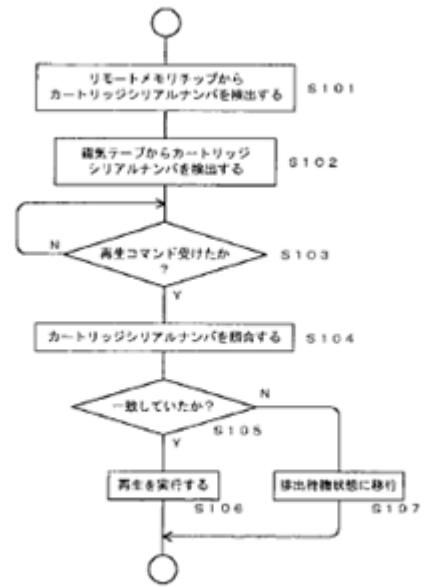 リモートメモリチップから
カートリッジシリアルナンバを検出する
S101
磁気テープからカートリッジ
シリアルナンバを検出する
S102
N
再生コマンド受けたか
?
S103
Y
カートリッジシリアルナンバを照合する
S104
一致していたか?
N
S105
Y
再生を実行する
S106
排出待機状態に移行
S107